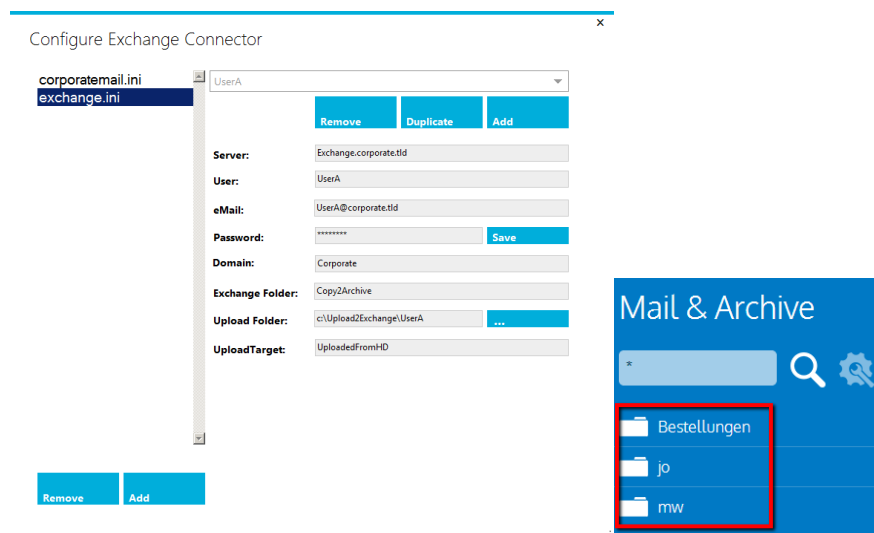 x
Configure Exchange Connector
corporatemail.ini
exchange.ini
UserA
Remove Duplicate Add
Server: Exchange.corporate.tld
User: UserA
eMail: UserA@corporate.tld
Password: ******** Save
Domain: Corporate
Exchange Folder: Copy2Archive
Upload Folder: c:\Upload2Exchange\UserA ...
UploadTarget: UploadedFromHD
Remove Add
Mail & Archive
*
Bestellungen
jo
mw